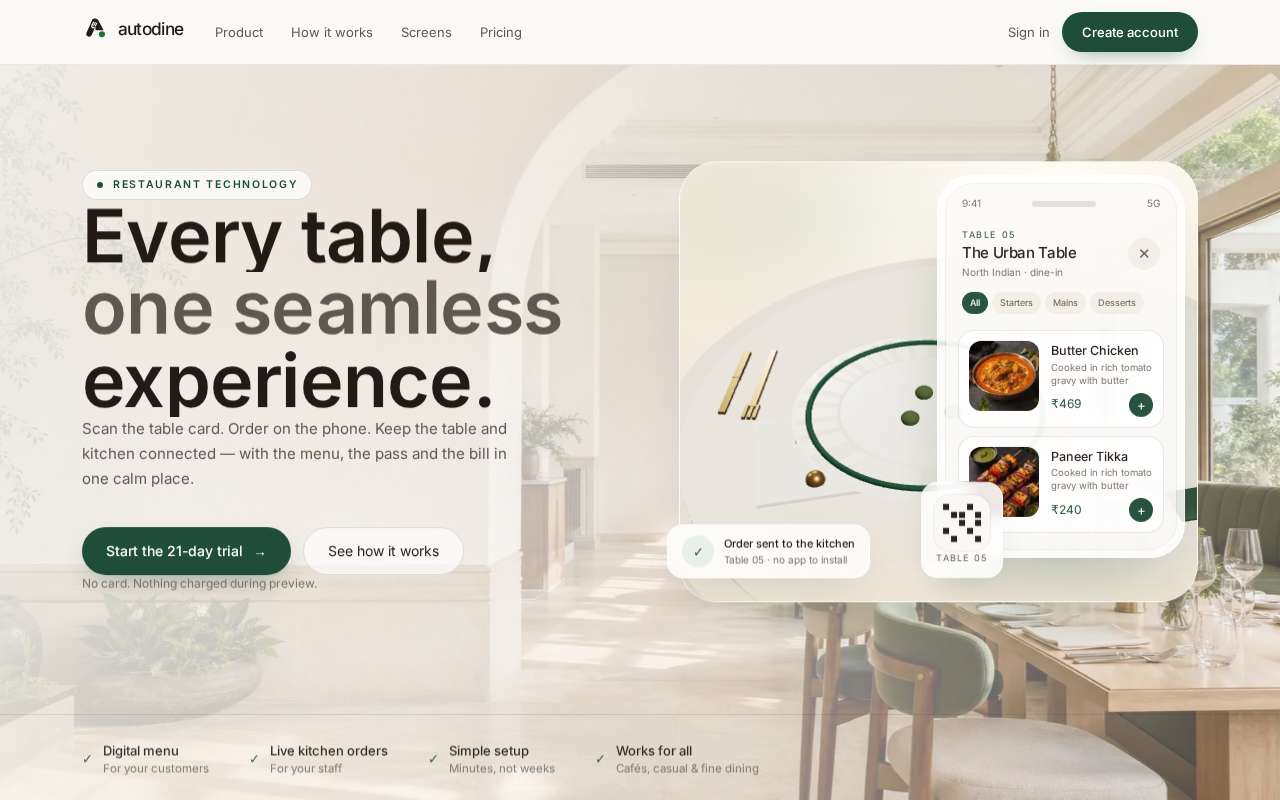 autodine
Product
How it works
Screens
Pricing
Sign in
Create account
RESTAURANT TECHNOLOGY
Every table,
one seamless
experience.
Scan the table card. Order on the phone. Keep the table and
kitchen connected — with the menu, the pass and the bill in
one calm place.
Start the 21-day trial →
See how it works
No card. Nothing charged during preview.
9:41
5G
TABLE 05
The Urban Table
North Indian · dine-in
All
Starters
Mains
Desserts
Butter Chicken
Cooked in rich tomato
gravy with butter
₹469
+
Paneer Tikka
Cooked in rich tomato
gravy with butter
₹240
+
TABLE 05
✓
Order sent to the kitchen
Table 05 · no app to install
✓ Digital menu
For your customers
✓ Live kitchen orders
For your staff
✓ Simple setup
Minutes, not weeks
✓ Works for all
Cafés, casual & fine dining